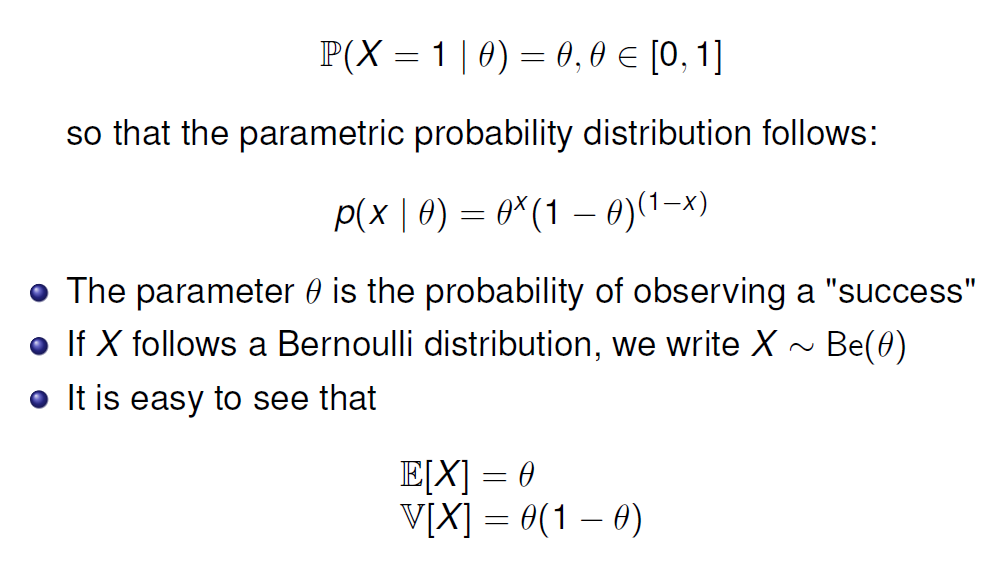 ℙ(X = 1 | θ) = θ, θ ∈ [0, 1]
so that the parametric probability distribution follows:
p(x | θ) = θ^x (1 − θ)^(1−x)
The parameter θ is the probability of observing a "success"
If X follows a Bernoulli distribution, we write X ∼ Be(θ)
It is easy to see that
𝔼[X] = θ
𝕍[X] = θ(1 − θ)